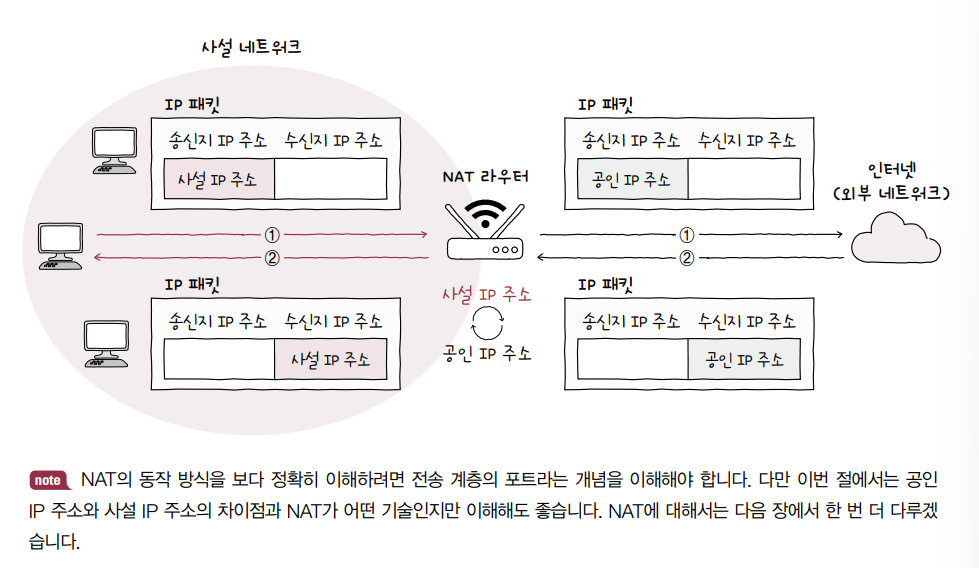 사설 네트워크
IP 패킷
송신지 IP 주소 수신지 IP 주소
사설 IP 주소
IP 패킷
송신지 IP 주소 수신지 IP 주소
공인 IP 주소
NAT 라우터
인터넷
(외부 네트워크)
①
②
①
②
사설 IP 주소
공인 IP 주소
IP 패킷
송신지 IP 주소 수신지 IP 주소
사설 IP 주소
IP 패킷
송신지 IP 주소 수신지 IP 주소
공인 IP 주소
note NAT의 동작 방식을 보다 정확히 이해하려면 전송 계층의 포트라는 개념을 이해해야 합니다. 다만 이번 절에서는 공인
IP 주소와 사설 IP 주소의 차이점과 NAT가 어떤 기술인지만 이해해도 좋습니다. NAT에 대해서는 다음 장에서 한 번 더 다루겠
습니다.